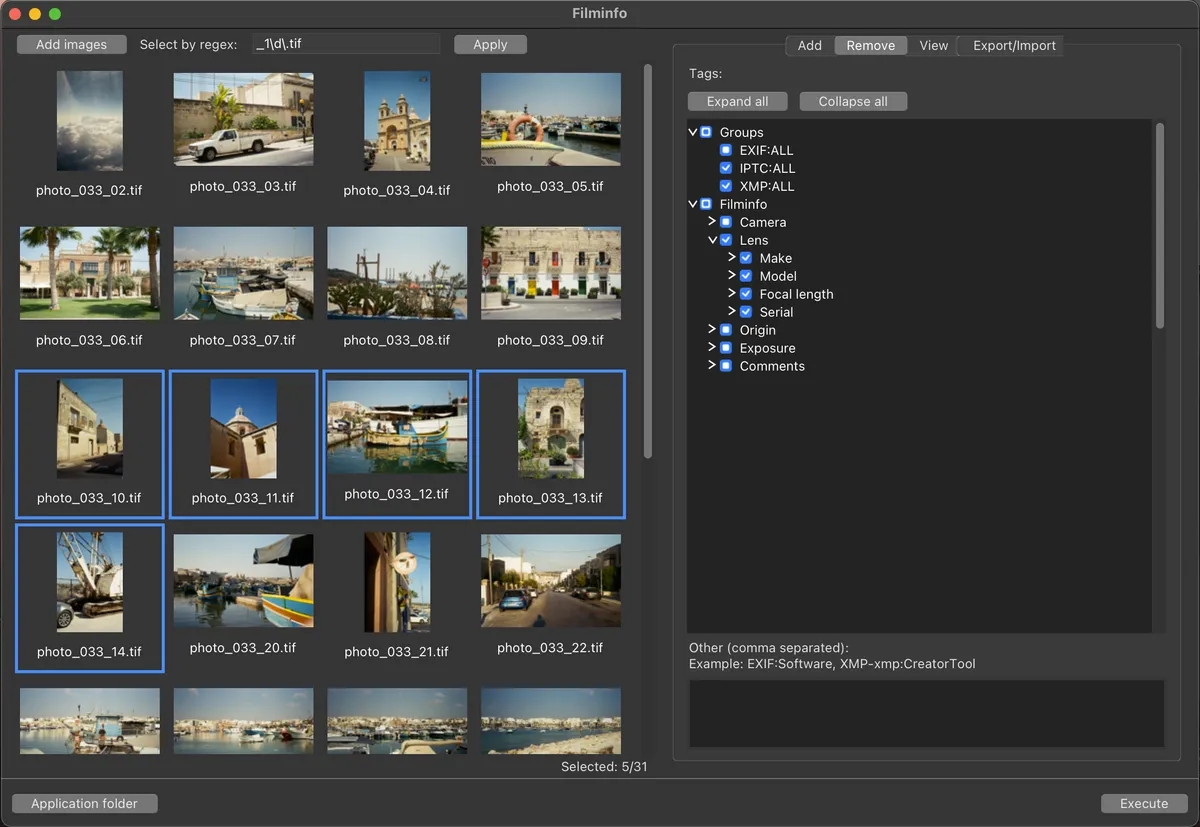 Filminfo
Add images Select by regex: _1\d\.tif Apply
photo_033_02.tif photo_033_03.tif photo_033_04.tif photo_033_05.tif
photo_033_06.tif photo_033_07.tif photo_033_08.tif photo_033_09.tif
photo_033_10.tif photo_033_11.tif photo_033_12.tif photo_033_13.tif
photo_033_14.tif photo_033_20.tif photo_033_21.tif photo_033_22.tif
Selected: 5/31
Add Remove View Export/Import
Tags:
Expand all Collapse all
Groups
EXIF:ALL
IPTC:ALL
XMP:ALL
Filminfo
Camera
Lens
Make
Model
Focal length
Serial
Origin
Exposure
Comments
Other (comma separated):
Example: EXIF:Software, XMP-xmp:CreatorTool
Application folder Execute